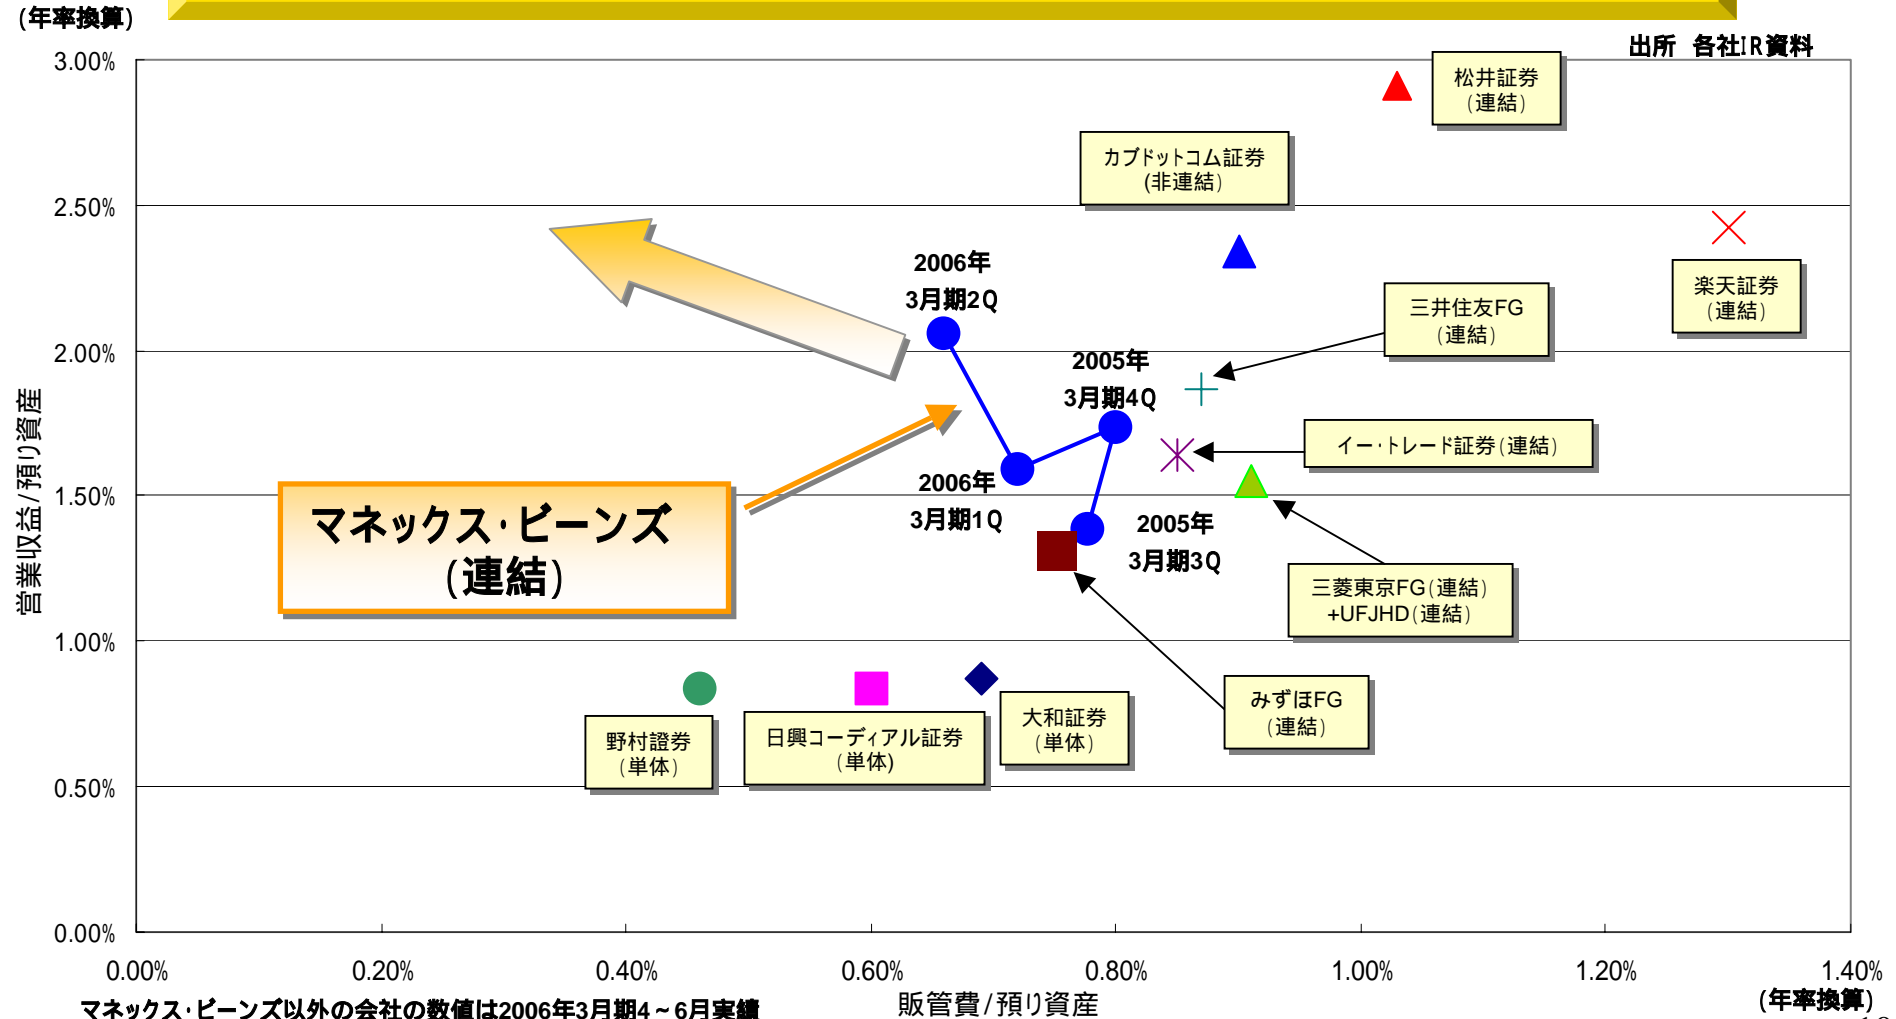 (年率換算)
出所 各社IR資料
3.00%
2.50%
2.00%
1.50%
1.00%
0.50%
0.00%
営業収益/預り資産
松井証券
(連結)
カブドットコム証券
(非連結)
楽天証券
(連結)
2006年
3月期2Q
三井住友FG
(連結)
2005年
3月期4Q
イー・トレード証券(連結)
2006年
3月期1Q
マネックス・ビーンズ
(連結)
2005年
3月期3Q
三菱東京FG(連結)
+UFJHD(連結)
みずほFG
(連結)
大和証券
(単体)
日興コーディアル証券
(単体)
野村證券
(単体)
0.00% 0.20% 0.40% 0.60% 0.80% 1.00% 1.20% 1.40%
販管費/預り資産
(年率換算)
マネックス・ビーンズ以外の会社の数値は2006年3月期4～6月実績